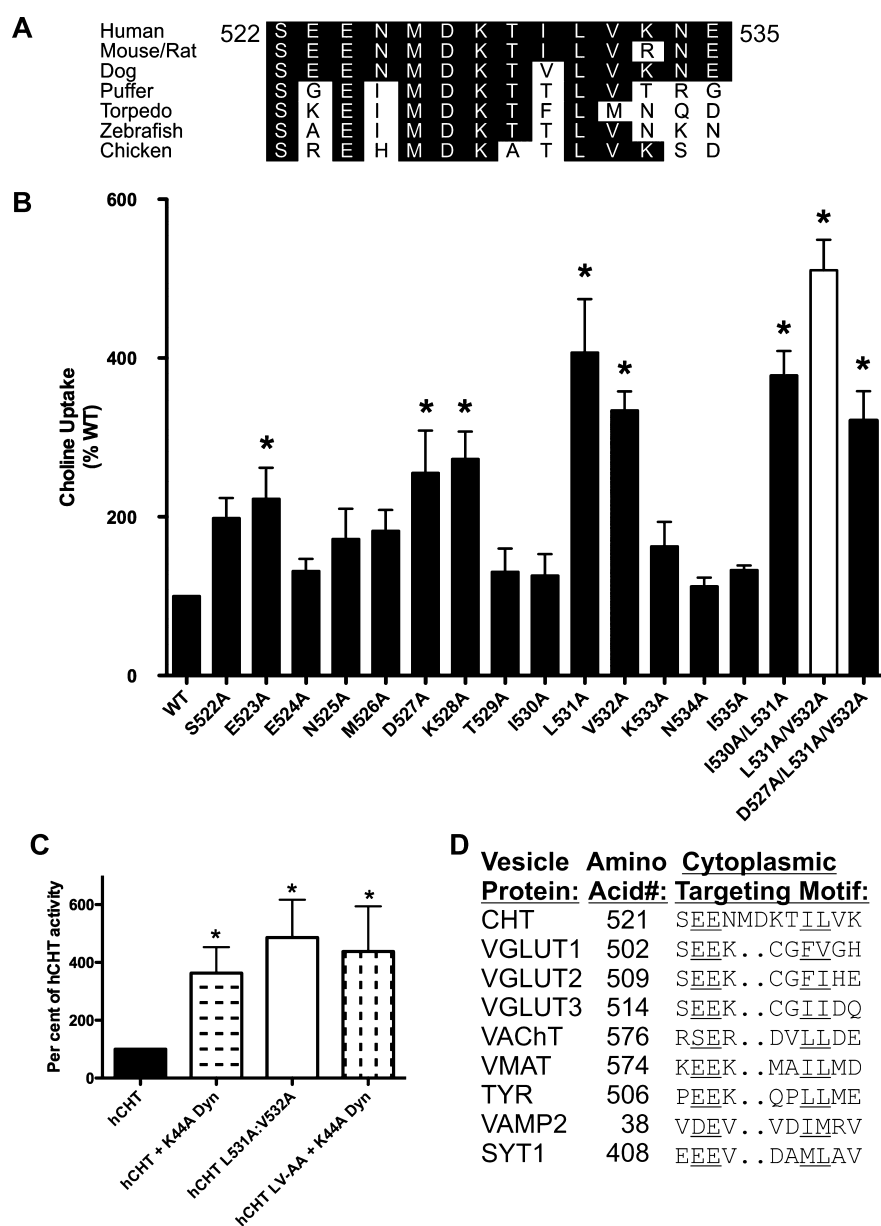 A
522
535
Human S E E N M D K T I L V K N E
Mouse/Rat S E E N M D K T I L V R N E
Dog S E E N M D K T V L V K N E
Puffer S G E I M D K T T L V T R G
Torpedo S K E I M D K T F L M N Q D
Zebrafish S A E I M D K T T L V N K N
Chicken S R E H M D K A T L V K S D
B
Choline Uptake
(% WT)
600
400
200
0
* * * * * * * *
WT
S522A
E523A
E524A
N525A
M526A
D527A
K528A
T529A
I530A
L531A
V532A
K533A
N534A
I535A
I530A/L531A
L531A/V532A
D527A/L531A/V532A
C
Per cent of hCHT activity
600
400
200
0
* * *
hCHT
hCHT + K44A Dyn
hCHT L531A:V532A
hCHT LV-AA + K44A Dyn
D
Vesicle Amino Cytoplasmic
Protein: Acid#: Targeting Motif:
CHT 521 SEENMDKTILVK
VGLUT1 502 SEEK..CGFVGH
VGLUT2 509 SEEK..CGFIHE
VGLUT3 514 SEEK..CGIIDQ
VAChT 576 RSER..DVLLDE
VMAT 574 KEEK..MAILMD
TYR 506 PEEK..QPLLME
VAMP2 38 VDEV..VDIMRV
SYT1 408 EEEV..DAMLAV